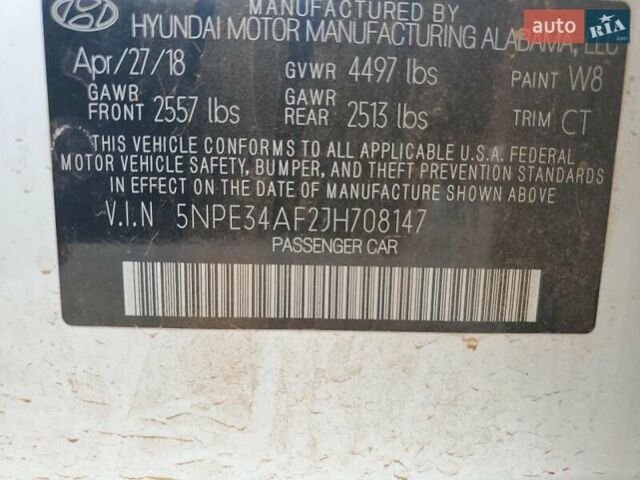 MANUFACTURED BY
HYUNDAI MOTOR MANUFACTURING ALABAMA, LLC
Apr/27/18 GVWR 4497 lbs PAINT W8
GAWR FRONT 2557 lbs GAWR REAR 2513 lbs TRIM CT
THIS VEHICLE CONFORMS TO ALL APPLICABLE U.S.A. FEDERAL
MOTOR VEHICLE SAFETY, BUMPER, AND THEFT PREVENTION STANDARDS
IN EFFECT ON THE DATE OF MANUFACTURE SHOWN ABOVE.
V.I.N 5NPE34AF2JH708147
PASSENGER CAR
auto RIA .com